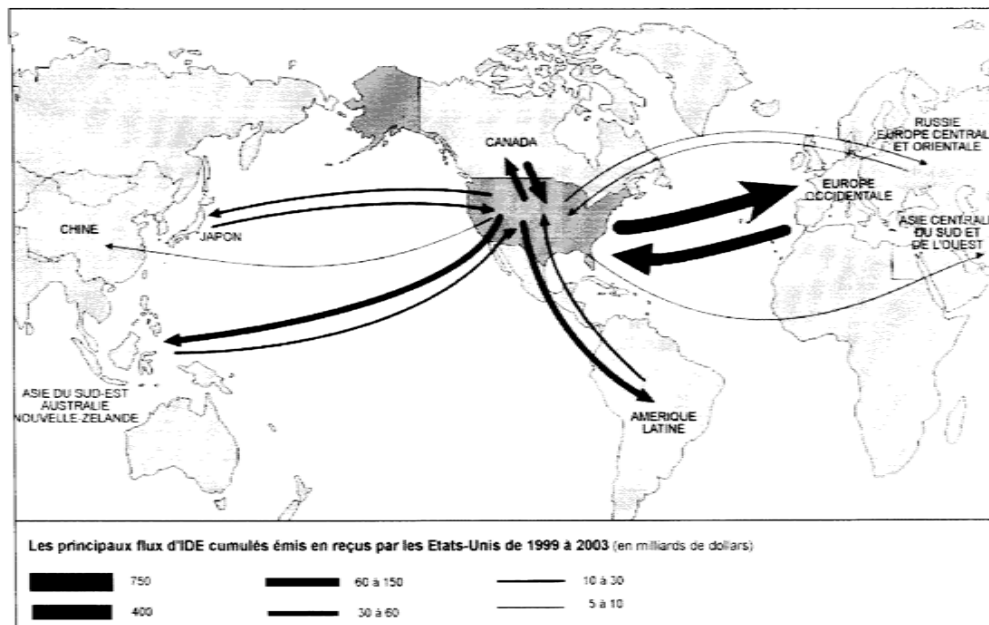 CANADA
RUSSIE
EUROPE CENTRALE
ET ORIENTALE
EUROPE
OCCIDENTALE
CHINE
JAPON
ASIE CENTRALE
DU SUD ET
DE L'OUEST
ASIE DU SUD-EST
AUSTRALIE
NOUVELLE-ZELANDE
AMERIQUE
LATINE
Les principaux flux d'IDE cumulés émis en reçus par les Etats-Unis de 1999 à 2003 (en milliards de dollars)
750
60 à 150
10 à 30
400
30 à 60
5 à 10